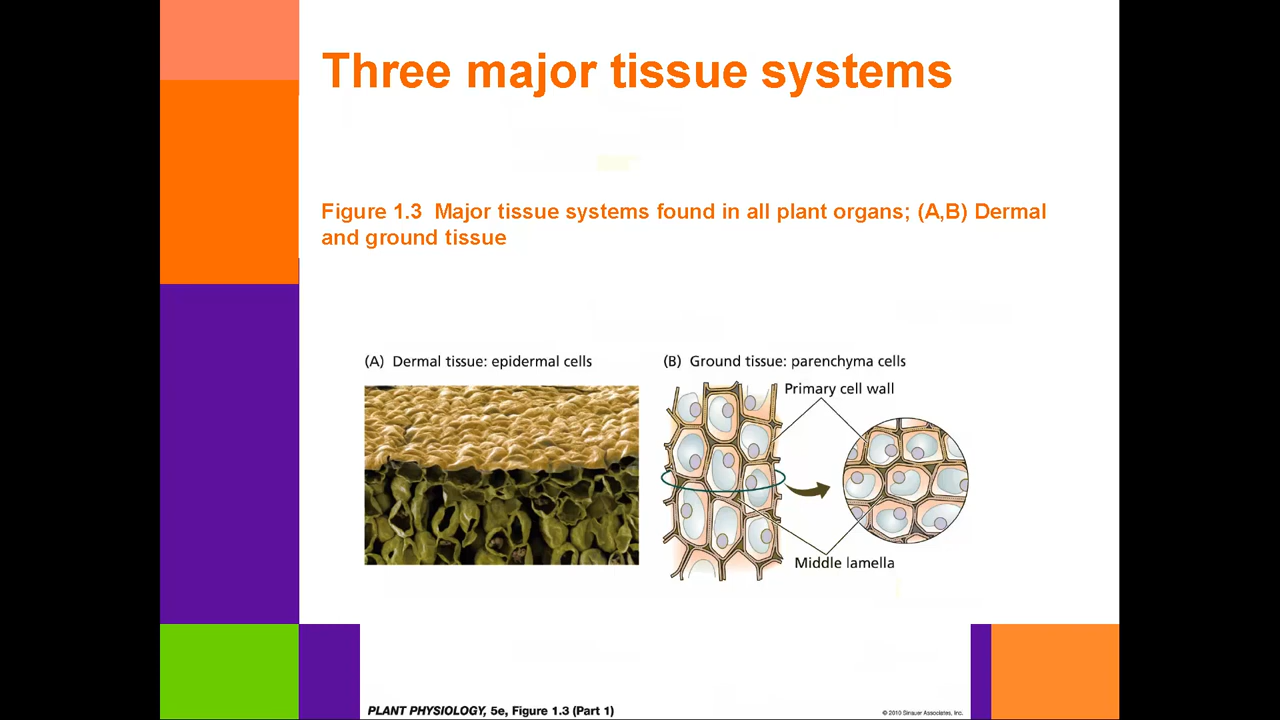 Three major tissue systems
Figure 1.3  Major tissue systems found in all plant organs; (A,B) Dermal
and ground tissue
(A)  Dermal tissue: epidermal cells
(B)  Ground tissue: parenchyma cells
Primary cell wall
Middle lamella
PLANT PHYSIOLOGY, 5e, Figure 1.3 (Part 1)
© 2010 Sinauer Associates, Inc.